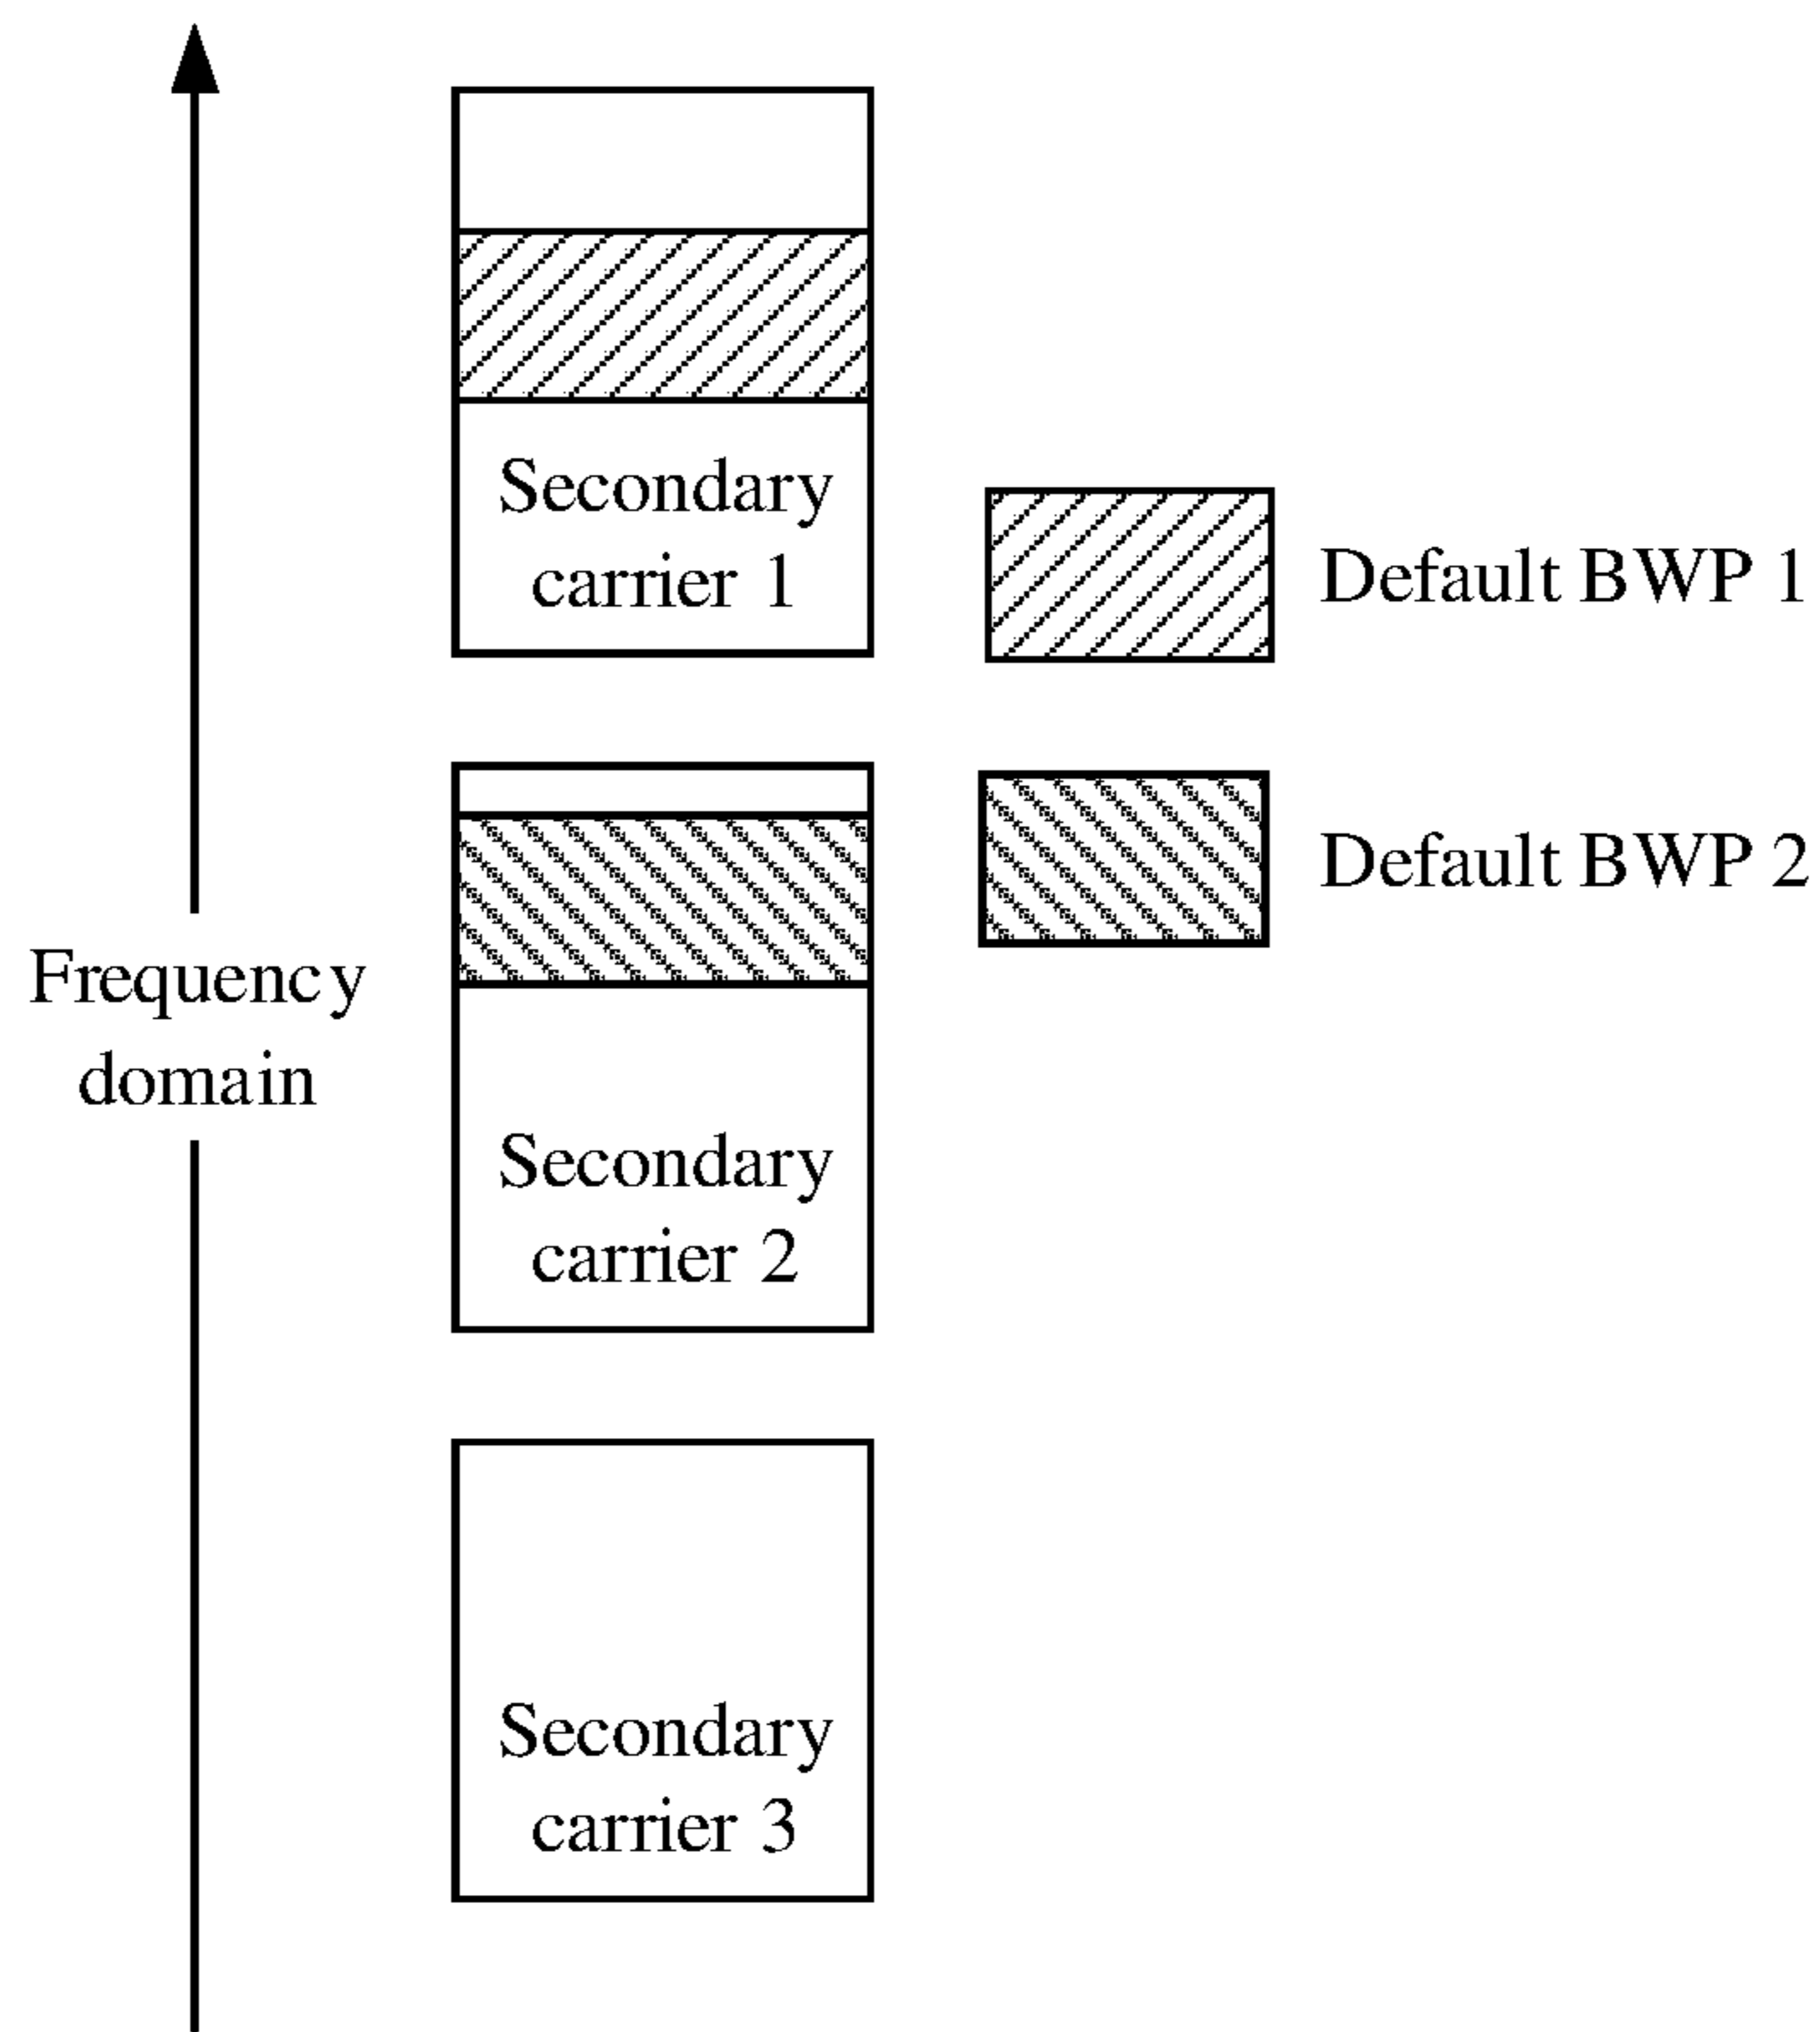 Secondary
carrier 1
Default BWP 1
Default BWP 2
Frequency
domain
Secondary
carrier 2
Secondary
carrier 3